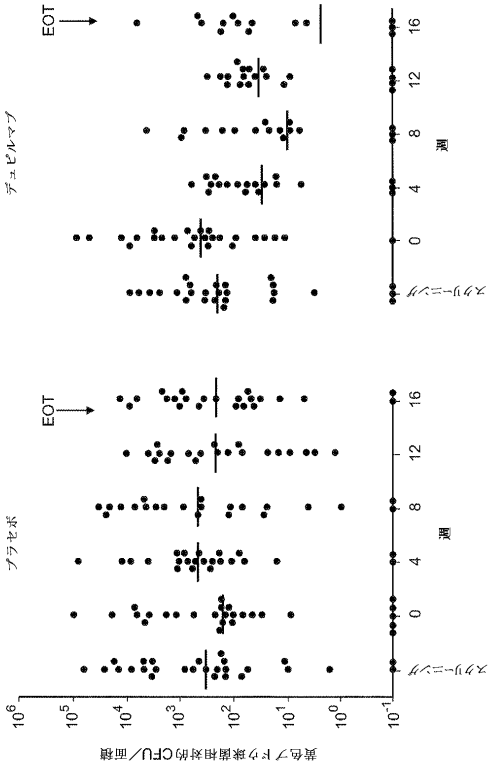 黄色ブドウ球菌相対的CFU／面積
10⁶
10⁵
10⁴
10³
10²
10¹
10⁰
10⁻¹
プラセボ
EOT
スクリーニング
0
4
8
12
16
週
デュピルマブ
EOT
スクリーニング
0
4
8
12
16
週